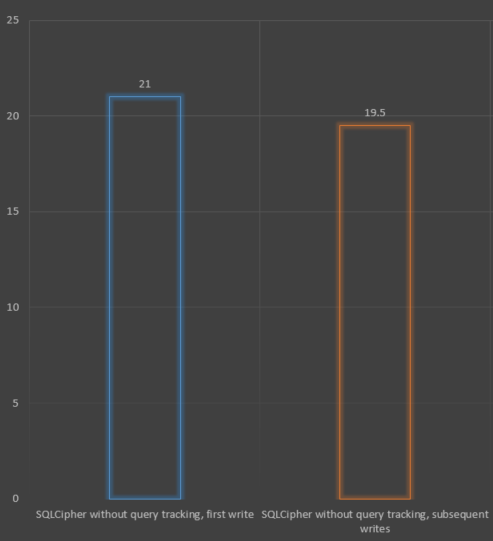 25
21
20
19.5
15
10
5
0
SQLCipher without query tracking, first write
SQLCipher without query tracking, subsequent
writes